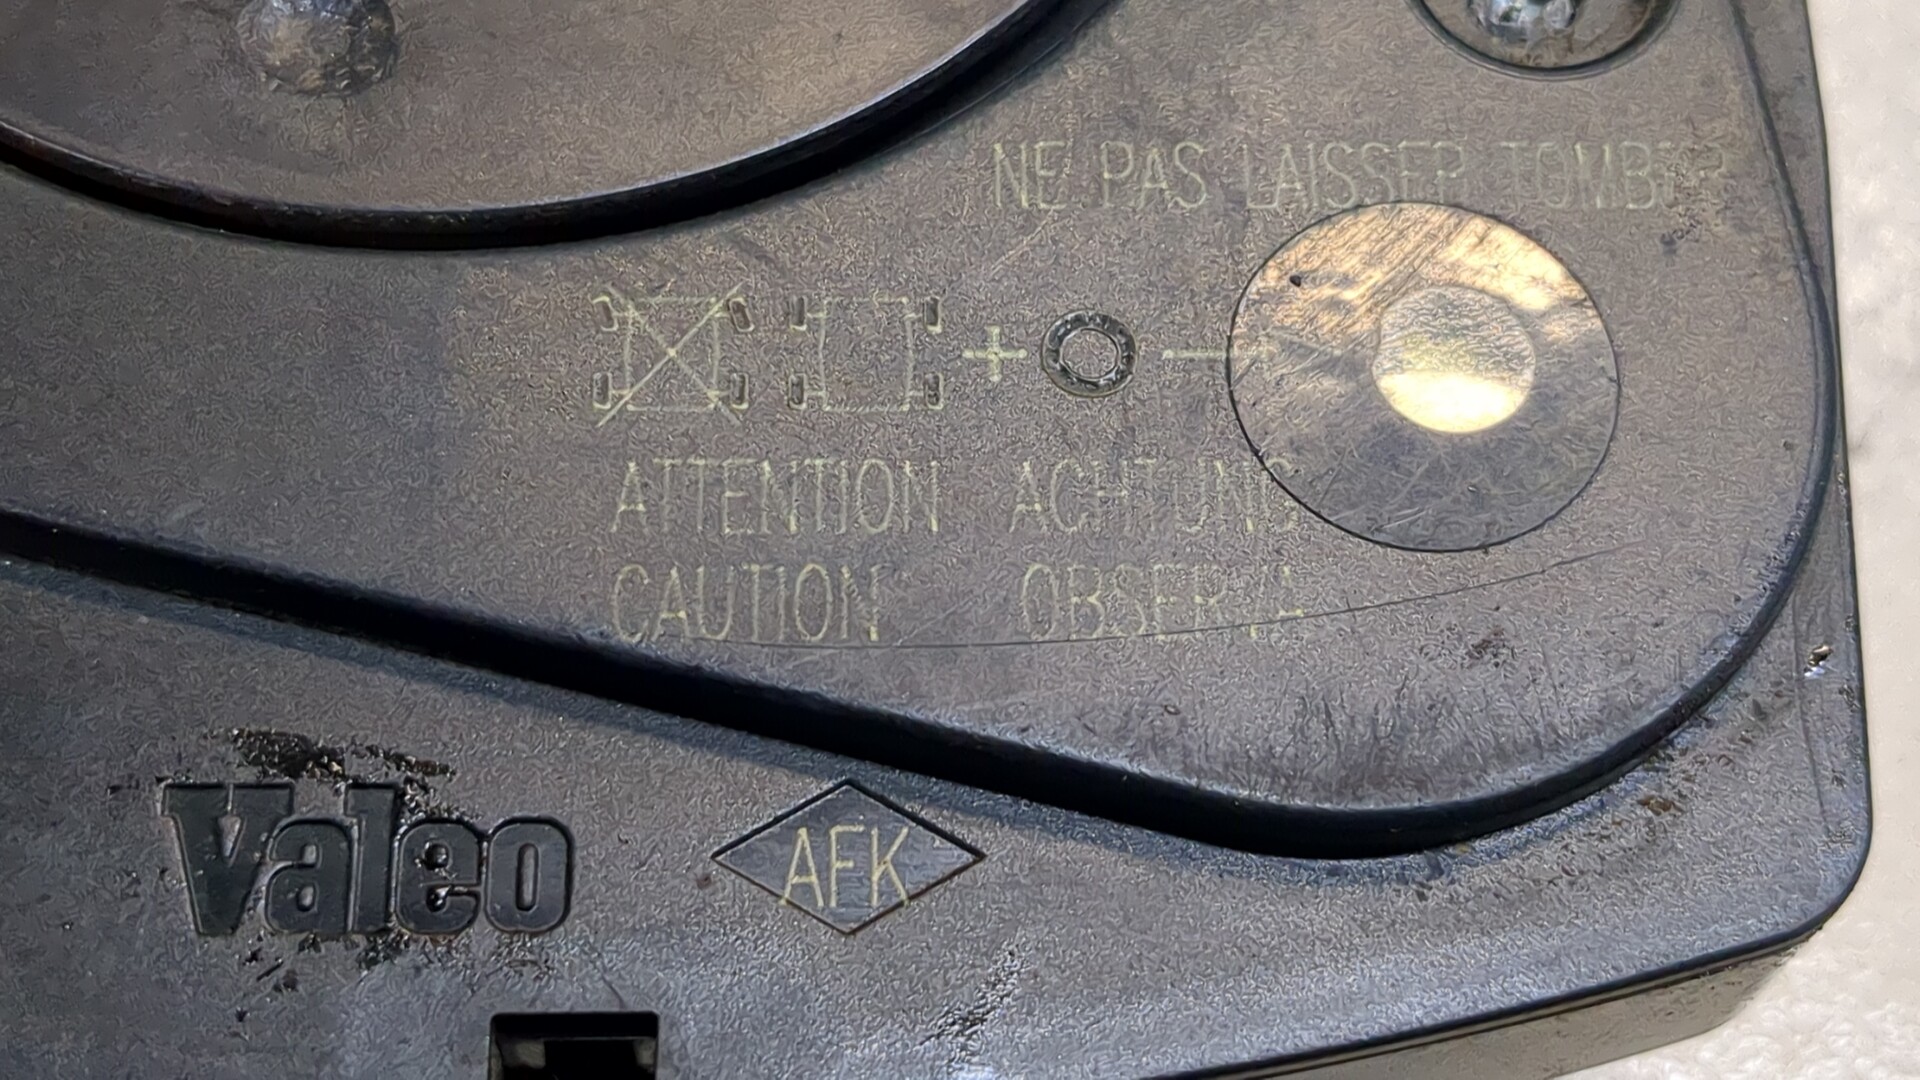 NE PAS LAISSER TOMBER
ATTENTION ACHTUNG
CAUTION
Valeo
AFK